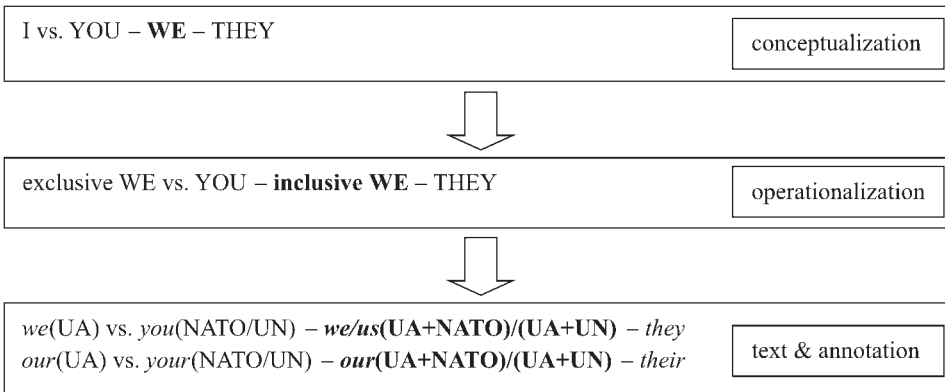 I vs. YOU – WE – THEY
conceptualization
exclusive WE vs. YOU – inclusive WE – THEY
operationalization
we(UA) vs. you(NATO/UN) – we/us(UA+NATO)/(UA+UN) – they
our(UA) vs. your(NATO/UN) – our(UA+NATO)/(UA+UN) – their
text & annotation